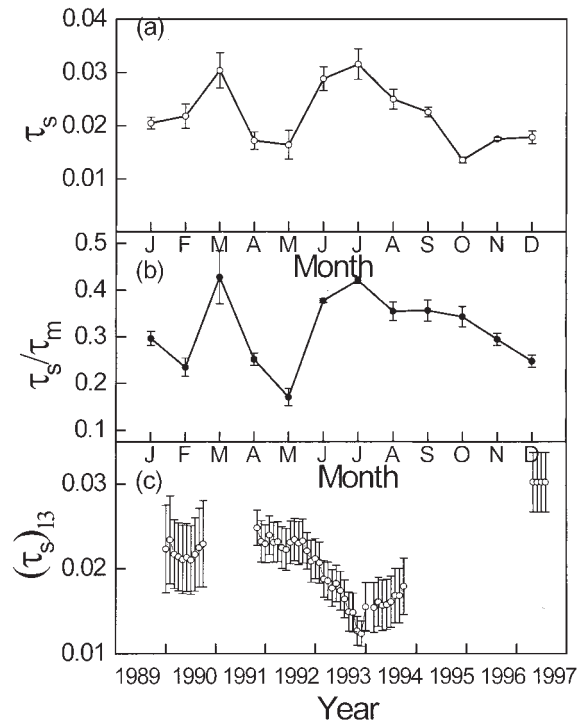 (a)
0.04
0.03
0.02
0.01
τs
J F M A M J J A S O N D
Month
(b)
0.5
0.4
0.3
0.2
0.1
τs/τm
J F M A M J J A S O N D
Month
(c)
0.03
0.02
0.01
(τs)13
1989 1990 1991 1992 1993 1994 1995 1996 1997
Year